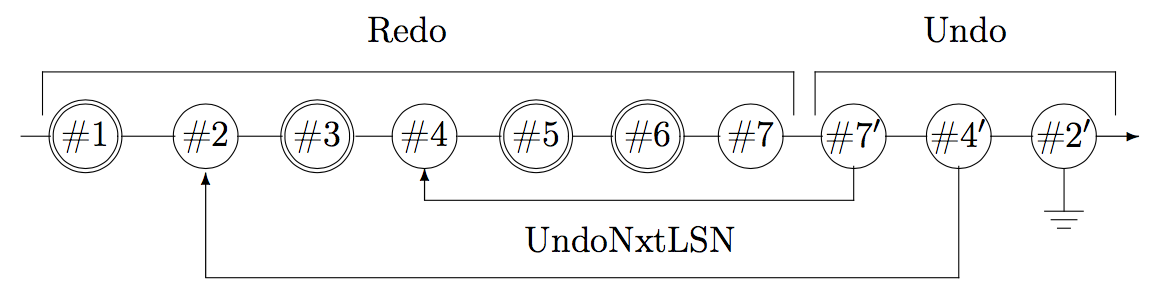 Redo Undo
#1 #2 #3 #4 #5 #6 #7 #7′ #4′ #2′
UndoNxtLSN